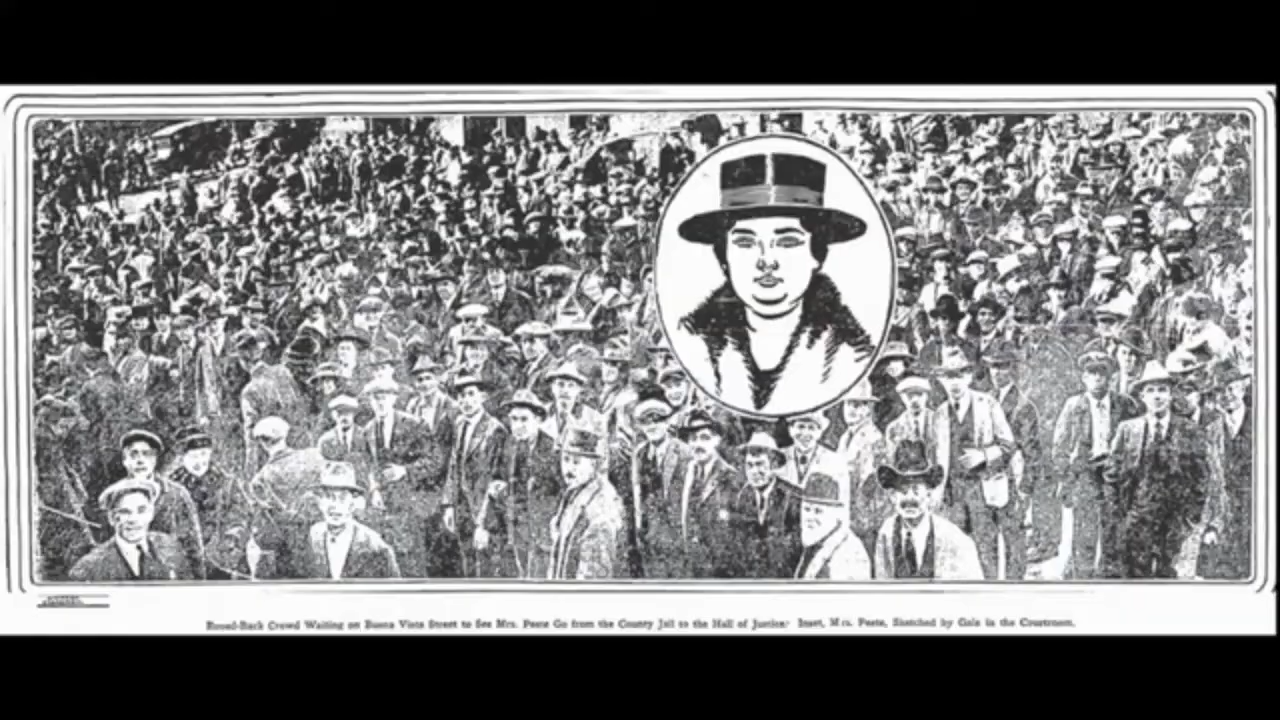 Roped-Back Crowd Waiting on Buena Vista Street to See Mrs. Peete Go from the County Jail to the Hall of Justice. Inset, Mrs. Peete, Sketched by Gale in the Courtroom.